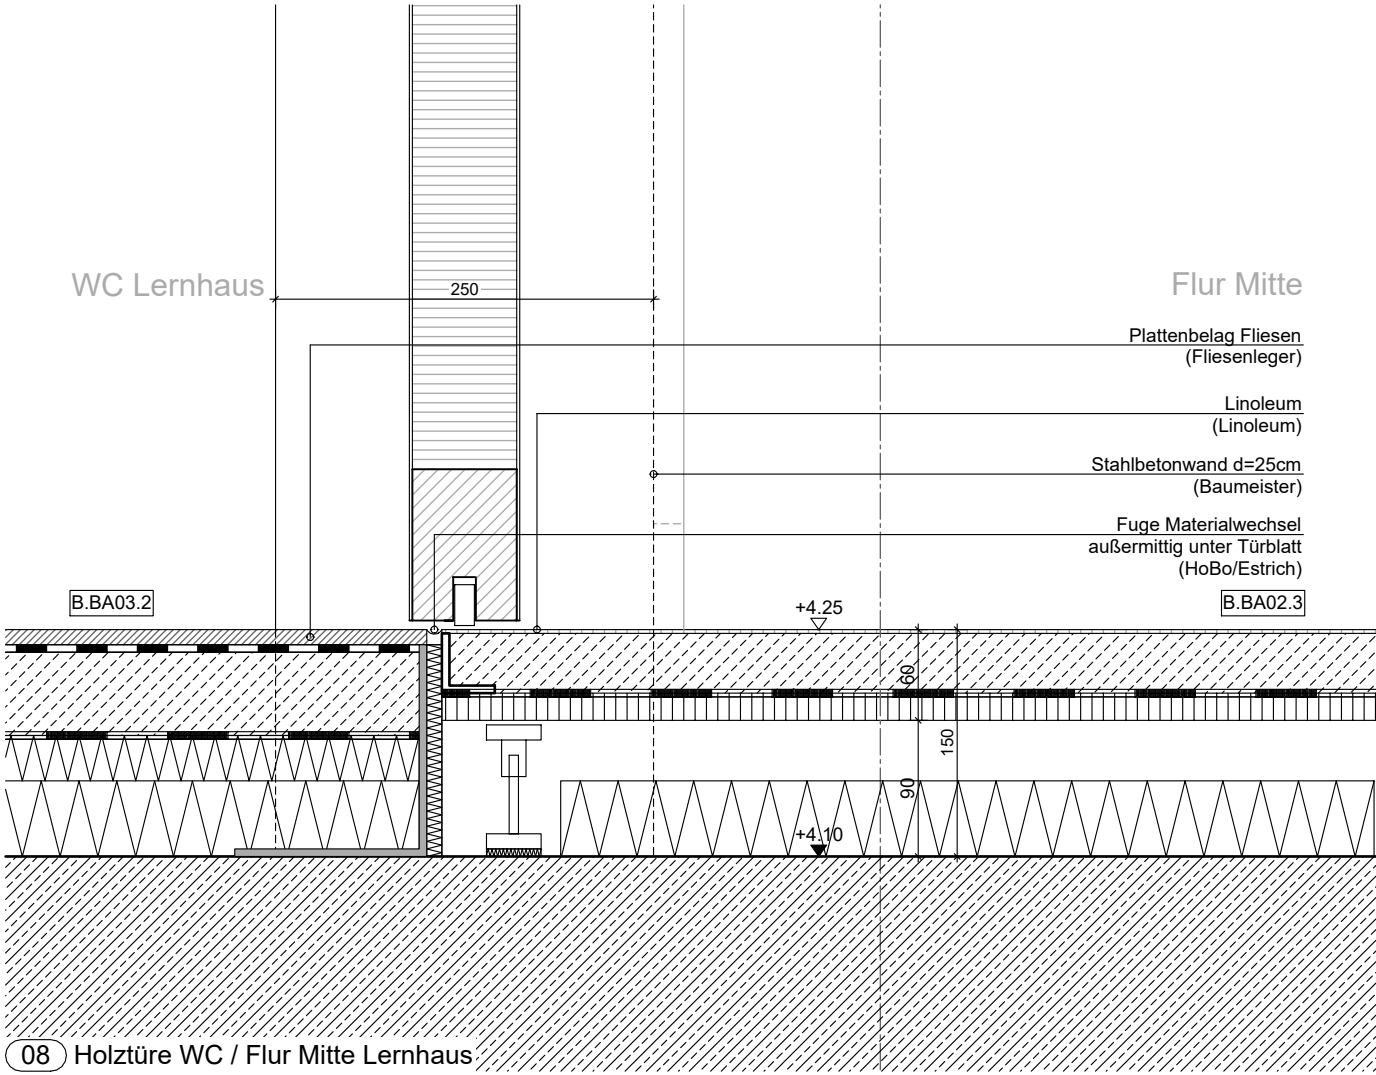 WC Lernhaus
250
Flur Mitte
Plattenbelag Fliesen
(Fliesenleger)
Linoleum
(Linoleum)
Stahlbetonwand d=25cm
(Baumeister)
Fuge Materialwechsel
außermittig unter Türblatt
(HoBo/Estrich)
B.BA03.2
+4.25
B.BA02.3
60
150
90
+4.10
08 Holztüre WC / Flur Mitte Lernhaus